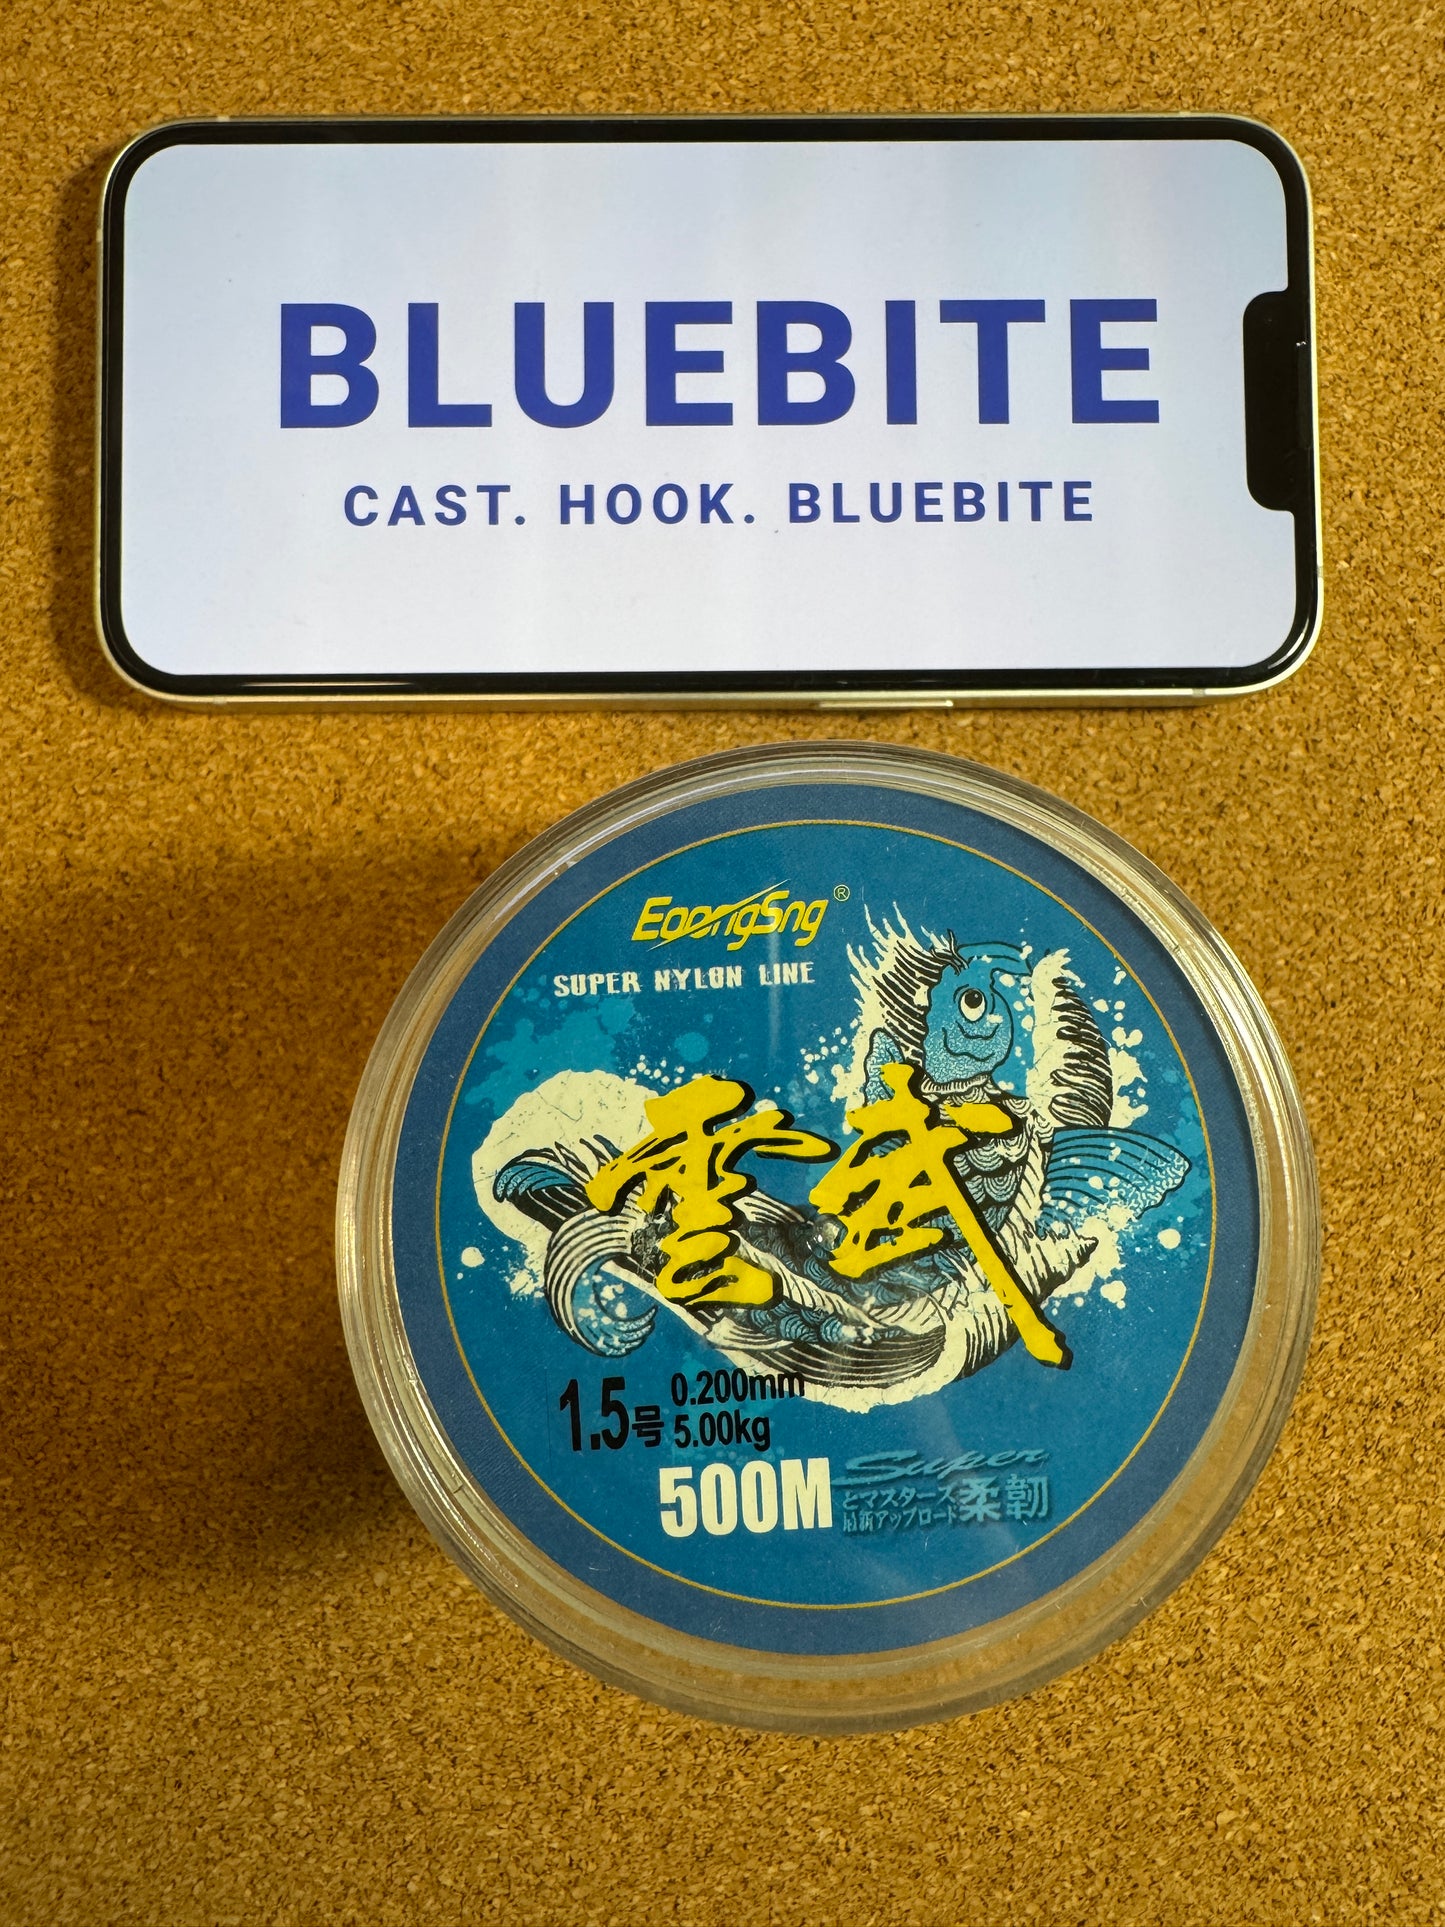 BLUEBITE
CAST. HOOK. BLUEBITE
EoongSng®
SUPER NYLON LINE
雲武
1.5号 0.200mm
5.00kg
500M
Super
とマスターズ 柔韌
最新アップロード